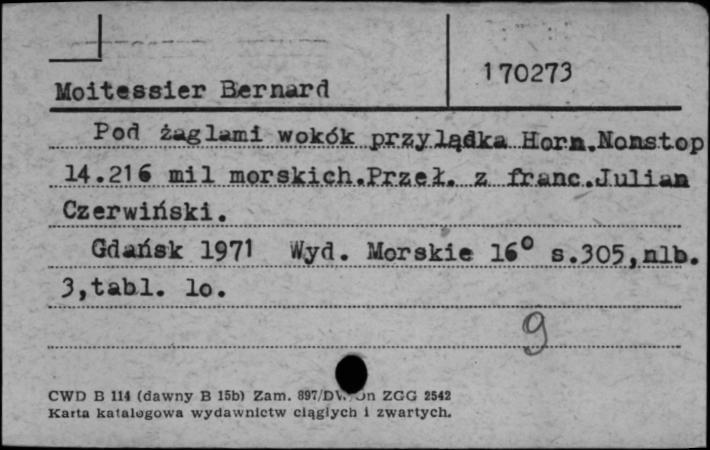 170273
Moitessier Bernard
Pod żaglami wokók przylądka Horn.Nonstop
14.216 mil morskich.Przeł. z franc.Julian
Czerwiński.
Gdańsk 1971 Wyd. Morskie 16° s.305,nlb.
3,tabl. lo.
9
CWD B 114 (dawny B 15b) Zam. 897/DW. ZGG 2542
Karta katalogowa wydawnictw ciągłych i zwartych.